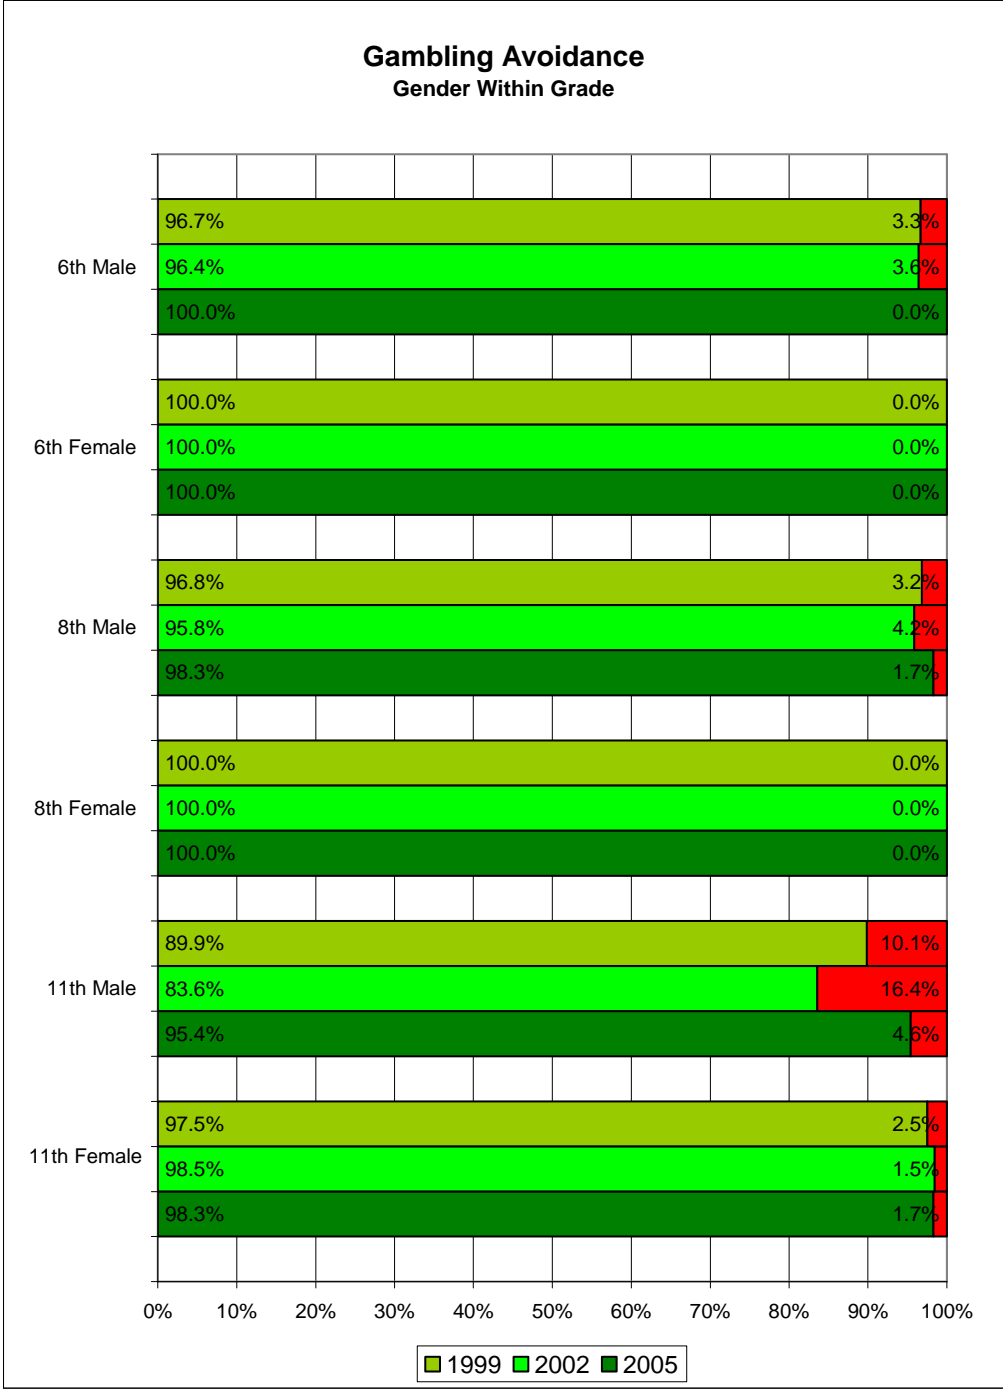 Gambling Avoidance
Gender Within Grade
96.7% 3.3%
6th Male 96.4% 3.6%
100.0% 0.0%
100.0% 0.0%
6th Female 100.0% 0.0%
100.0% 0.0%
96.8% 3.2%
8th Male 95.8% 4.2%
98.3% 1.7%
100.0% 0.0%
8th Female 100.0% 0.0%
100.0% 0.0%
89.9% 10.1%
11th Male 83.6% 16.4%
95.4% 4.6%
97.5% 2.5%
11th Female 98.5% 1.5%
98.3% 1.7%
0% 10% 20% 30% 40% 50% 60% 70% 80% 90% 100%
1999 2002 2005